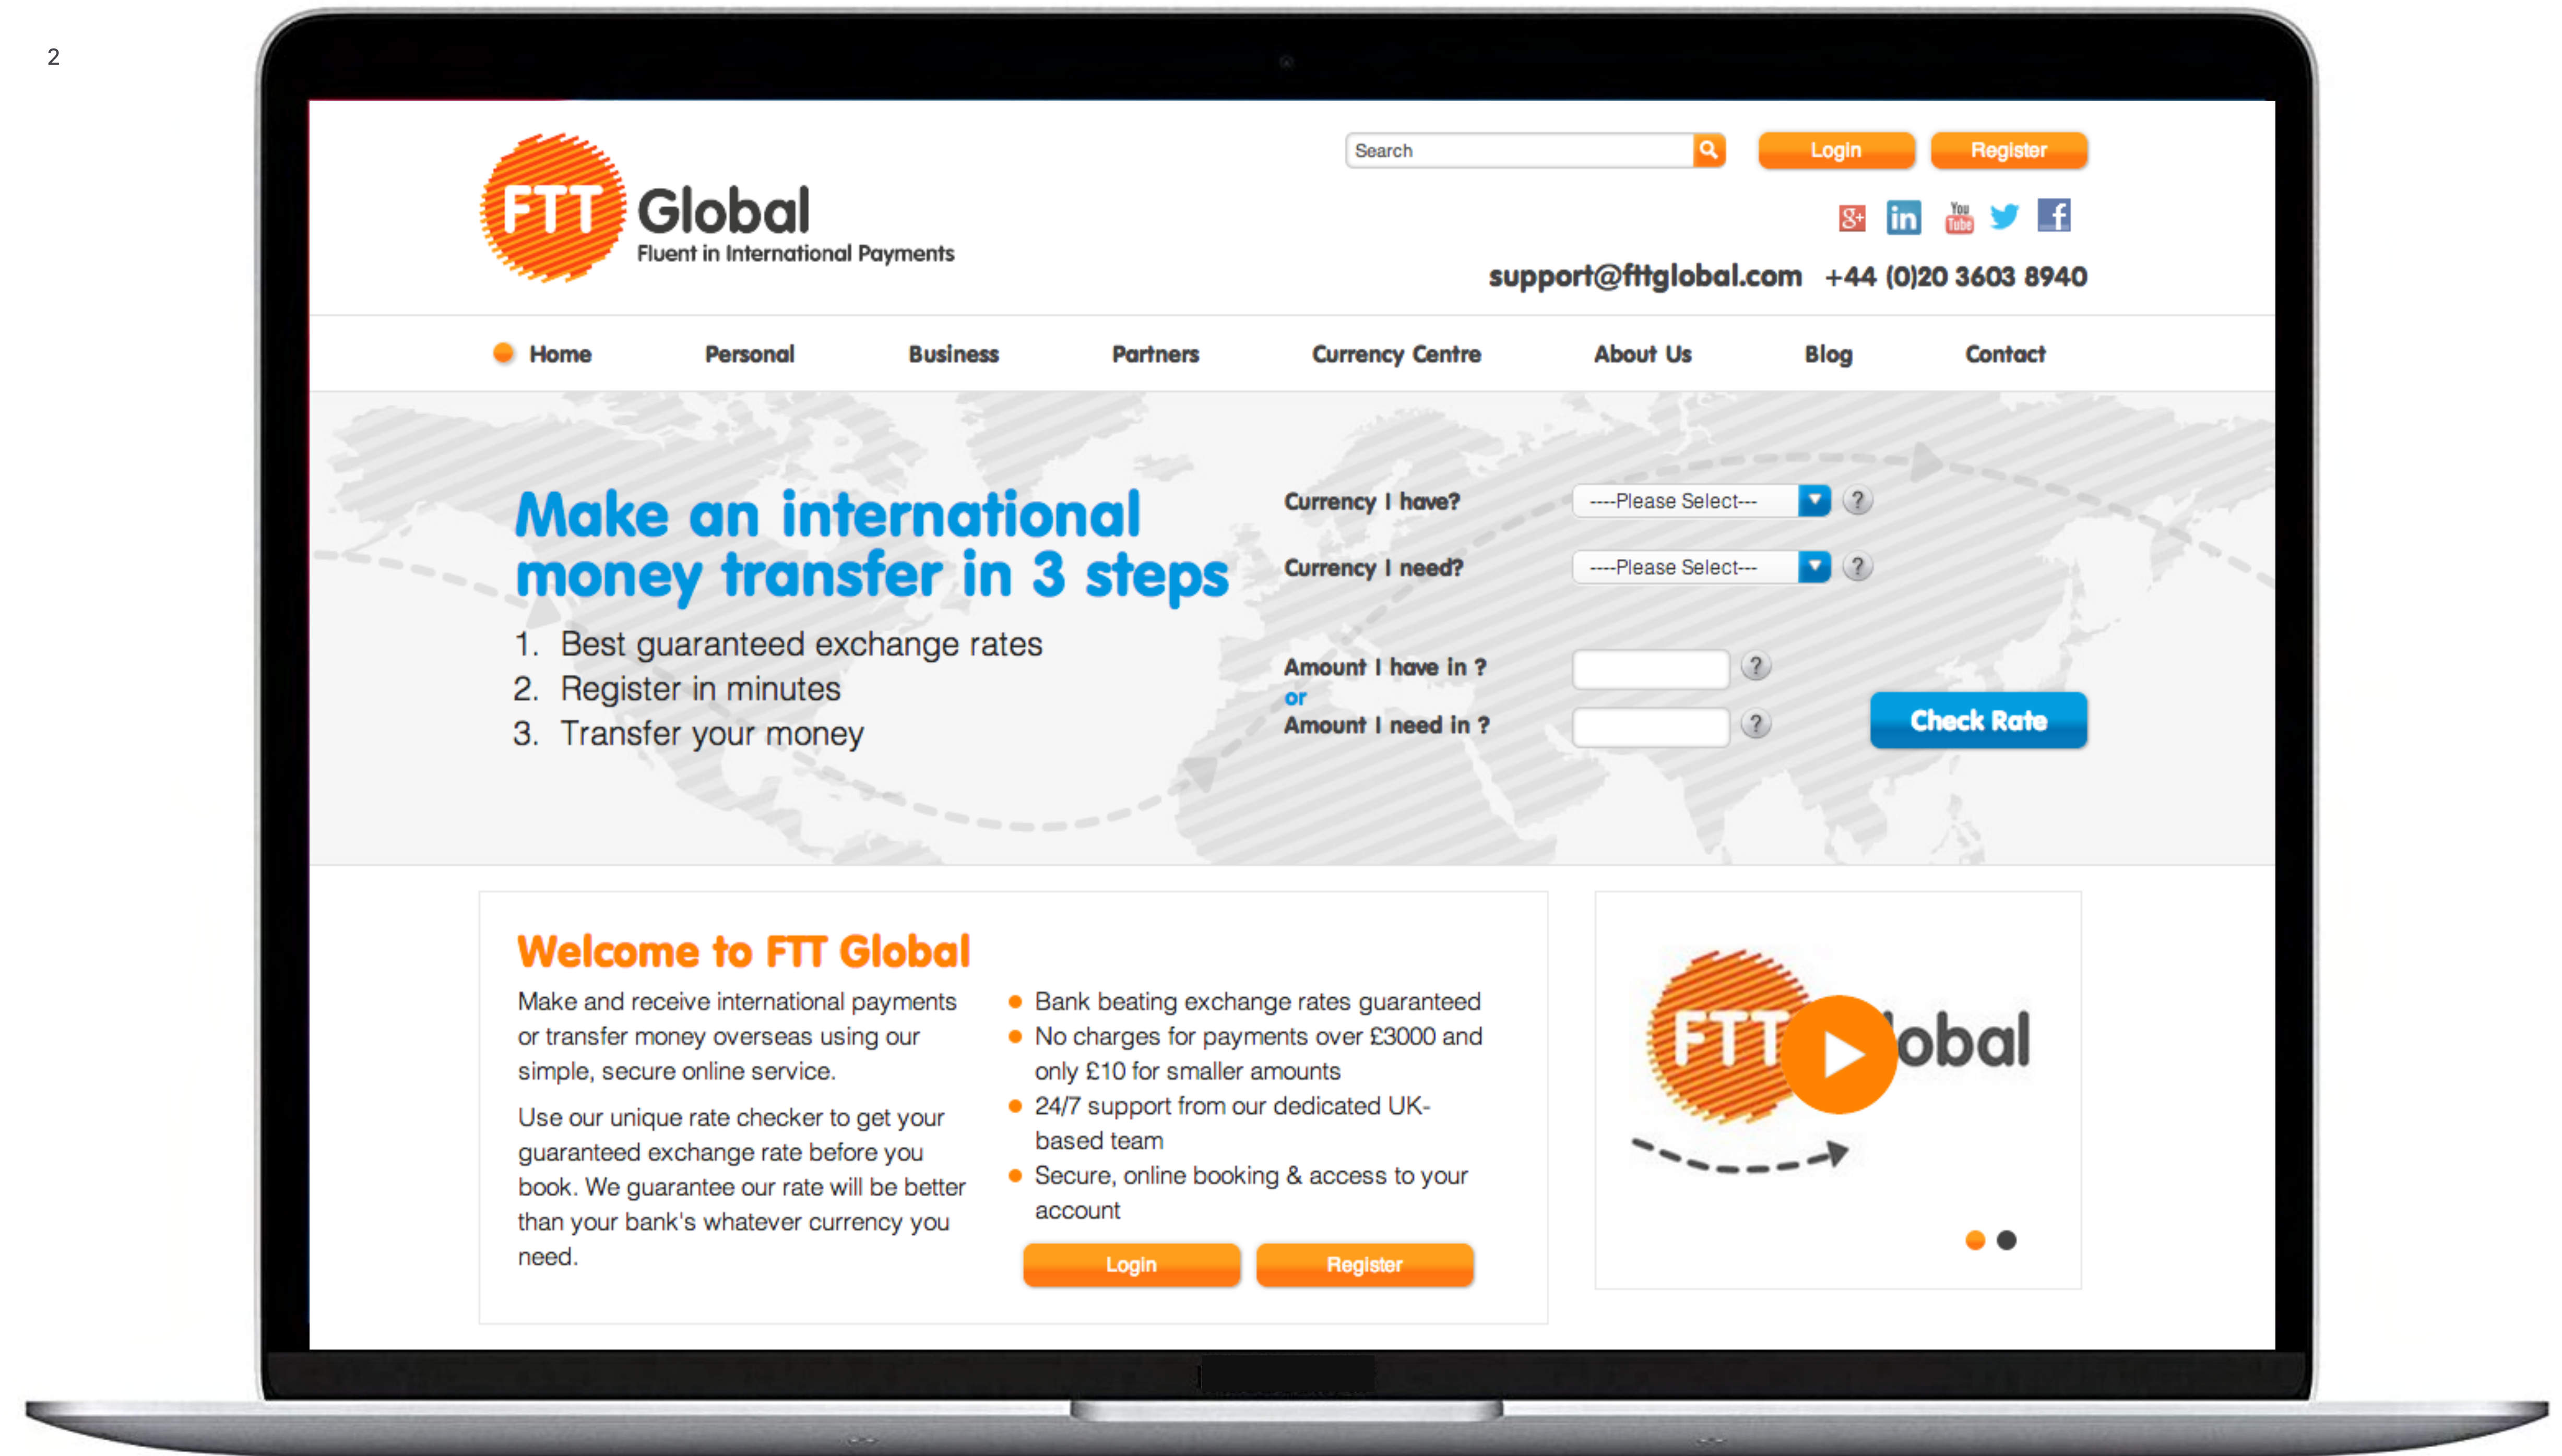 2
FTT
Global
Fluent in International Payments
Search
Login
Register
g+
in
You
Tube
f
support@fttglobal.com +44 (0)20 3603 8940
Home
Personal
Business
Partners
Currency Centre
About Us
Blog
Contact
Make an international
money transfer in 3 steps
1. Best guaranteed exchange rates
2. Register in minutes
3. Transfer your money
Currency I have?
----Please Select---
?
Currency I need?
----Please Select---
?
Amount I have in ?
?
or
Amount I need in ?
?
Check Rate
Welcome to FTT Global
Make and receive international payments
or transfer money overseas using our
simple, secure online service.
Use our unique rate checker to get your
guaranteed exchange rate before you
book. We guarantee our rate will be better
than your bank's whatever currency you
need.
Bank beating exchange rates guaranteed
No charges for payments over £3000 and
only £10 for smaller amounts
24/7 support from our dedicated UK-
based team
Secure, online booking & access to your
account
Login
Register
FTT
obal